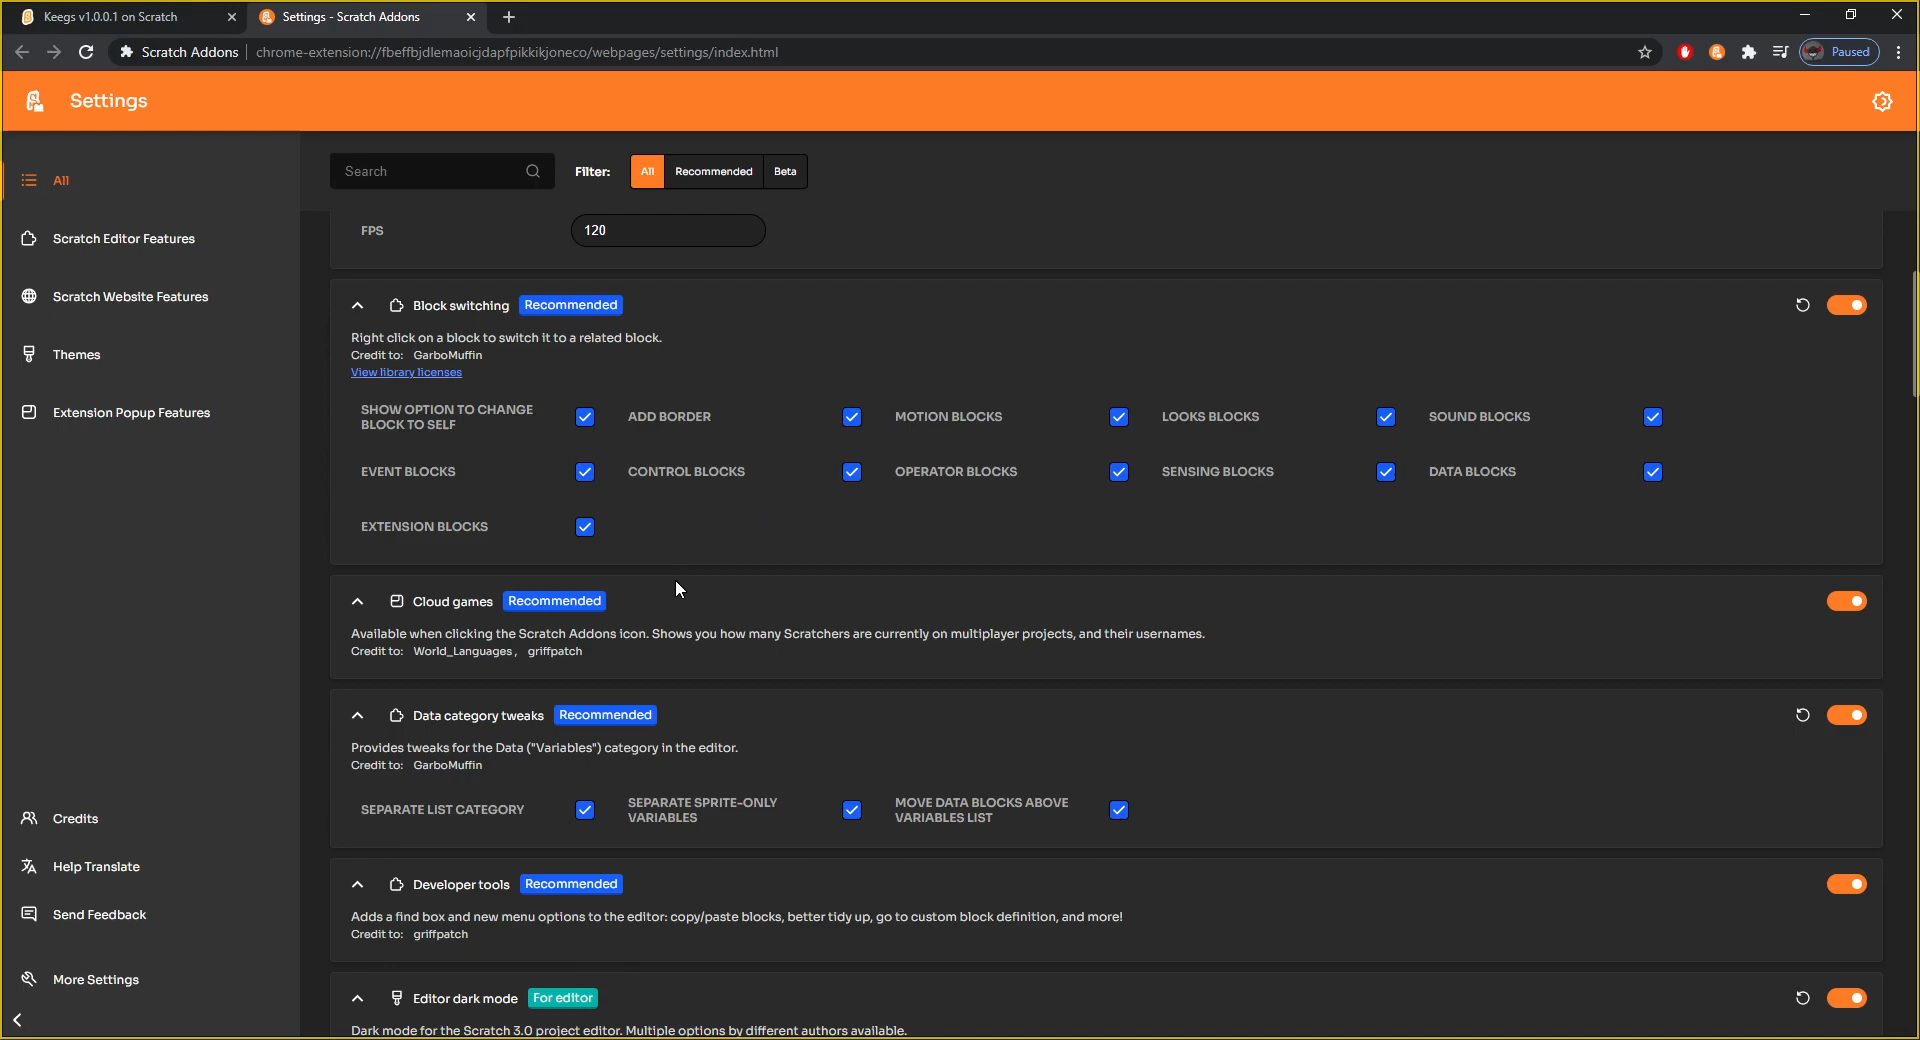 Keegs v1.0.0.1 on Scratch
Settings - Scratch Addons
Scratch Addons
chrome-extension://fbeffbjdlemaoicjdapfpikkikjoneco/webpages/settings/index.html
Paused
Settings
All
Scratch Editor Features
Scratch Website Features
Themes
Extension Popup Features
Credits
Help Translate
Send Feedback
More Settings
Search
Filter:
All
Recommended
Beta
FPS
120
Block switching
Recommended
Right click on a block to switch it to a related block.
Credit to: GarboMuffin
View library licenses
SHOW OPTION TO CHANGE
BLOCK TO SELF
ADD BORDER
MOTION BLOCKS
LOOKS BLOCKS
SOUND BLOCKS
EVENT BLOCKS
CONTROL BLOCKS
OPERATOR BLOCKS
SENSING BLOCKS
DATA BLOCKS
EXTENSION BLOCKS
Cloud games
Recommended
Available when clicking the Scratch Addons icon. Shows you how many Scratchers are currently on multiplayer projects, and their usernames.
Credit to: World_Languages, griffpatch
Data category tweaks
Recommended
Provides tweaks for the Data ("Variables") category in the editor.
Credit to: GarboMuffin
SEPARATE LIST CATEGORY
SEPARATE SPRITE-ONLY
VARIABLES
MOVE DATA BLOCKS ABOVE
VARIABLES LIST
Developer tools
Recommended
Adds a find box and new menu options to the editor: copy/paste blocks, better tidy up, go to custom block definition, and more!
Credit to: griffpatch
Editor dark mode
For editor
Dark mode for the Scratch 3.0 project editor. Multiple options by different authors available.